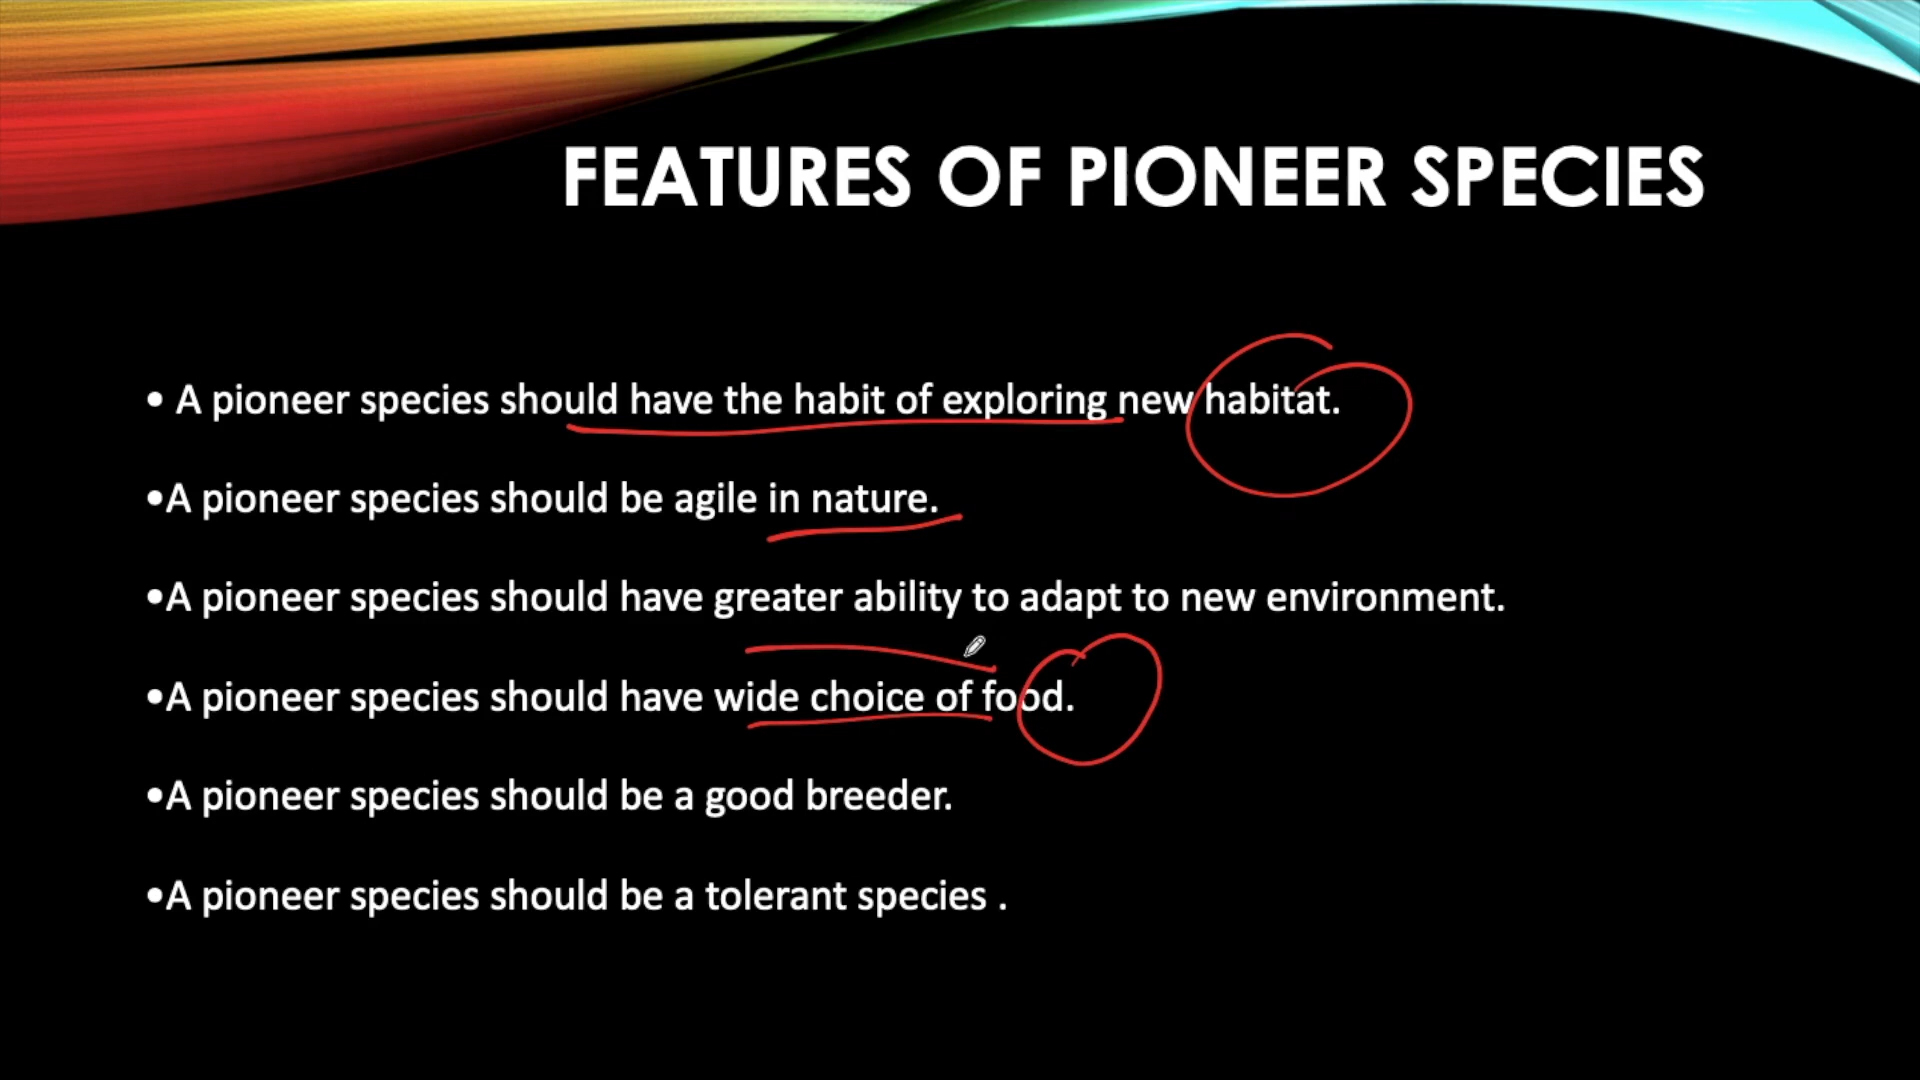 FEATURES OF PIONEER SPECIES
• A pioneer species should have the habit of exploring new habitat.
•A pioneer species should be agile in nature.
•A pioneer species should have greater ability to adapt to new environment.
•A pioneer species should have wide choice of food.
•A pioneer species should be a good breeder.
•A pioneer species should be a tolerant species .